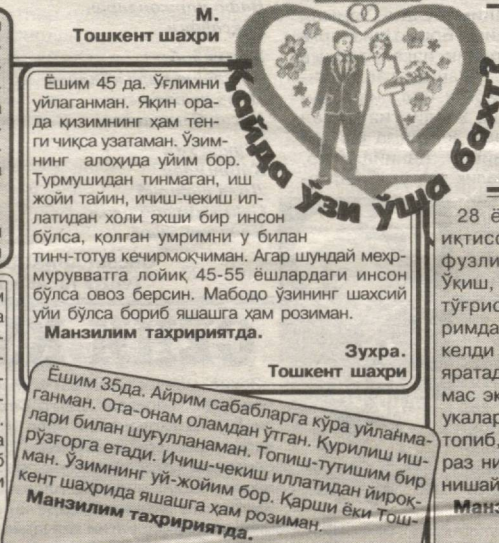 М.
Тошкент шаҳри
Қайда ўзи ўша бахт?
Ёшим 45 да. Ўғлимни
уйлаганман. Яқин ора-
да қизимнинг ҳам тен-
ги чиқса узатаман. Ўзим-
нинг алоҳида уйим бор.
Турмушидан тинмаган, иш
жойи тайин, ичиш-чекиш ил-
латидан холи яхши бир инсон
бўлса, қолган умримни у билан
тинч-тотув кечирмоқчиман. Агар шундай меҳр-
мурувватга лойиқ 45-55 ёшлардаги инсон
бўлса овоз берсин. Мабодо ўзининг шахсий
уйи бўлса бориб яшашга ҳам розиман.
Манзилим таҳририятда.
Зухра.
Тошкент шаҳри
Ёшим 35да. Айрим сабабларга кўра уйланма-
ганман. Ота-онам оламдан ўтган. Қурилиш иш-
лари билан шуғулланаман. Топиш-тутишим бир
рўзғорга етади. Ичиш-чекиш иллатидан йироқ-
ман. Ўзимнинг уй-жойим бор. Қарши ёки Тош-
кент шаҳрида яшашга ҳам розиман.
Манзилим таҳририятда.
28 ё
иқтисо
фузли
Ўқиш,
тўғрис
римда
келди
яратад
мас эк
укалар
топиб,
раз ни
нишай
Манз